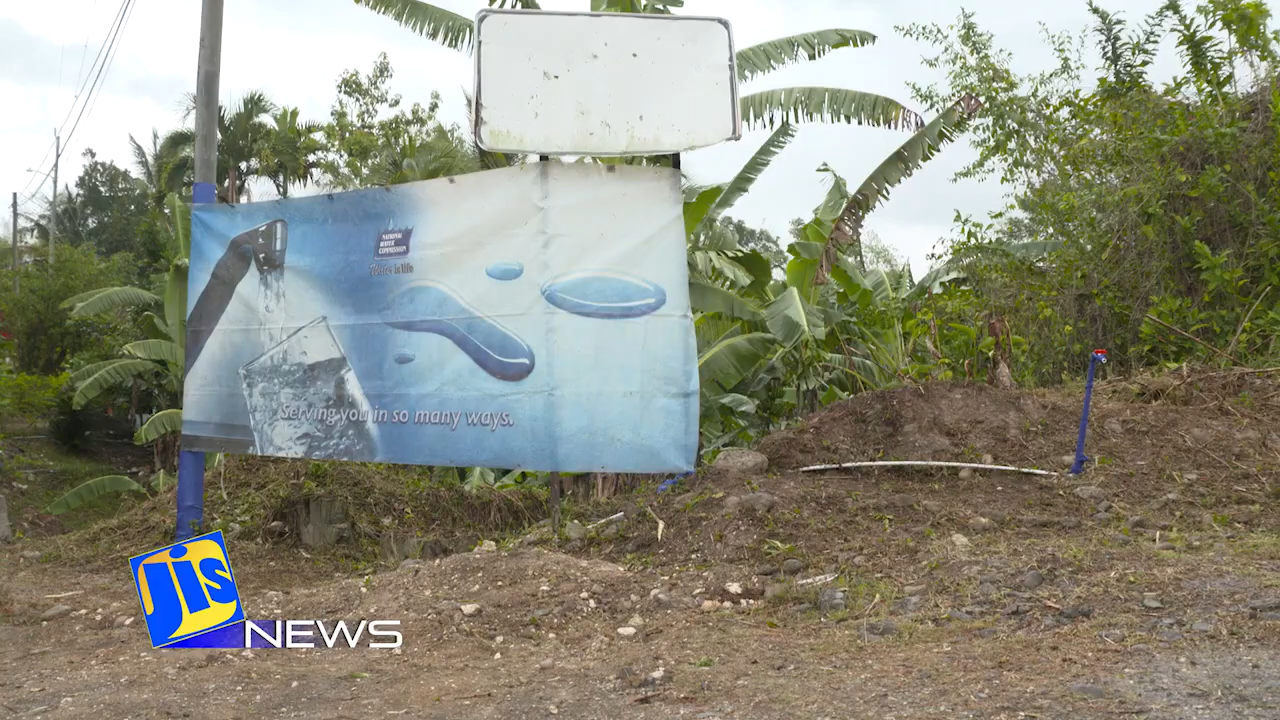 NATIONAL
WATER
COMMISSION
Water is life
Serving you in so many ways.
JIS
NEWS